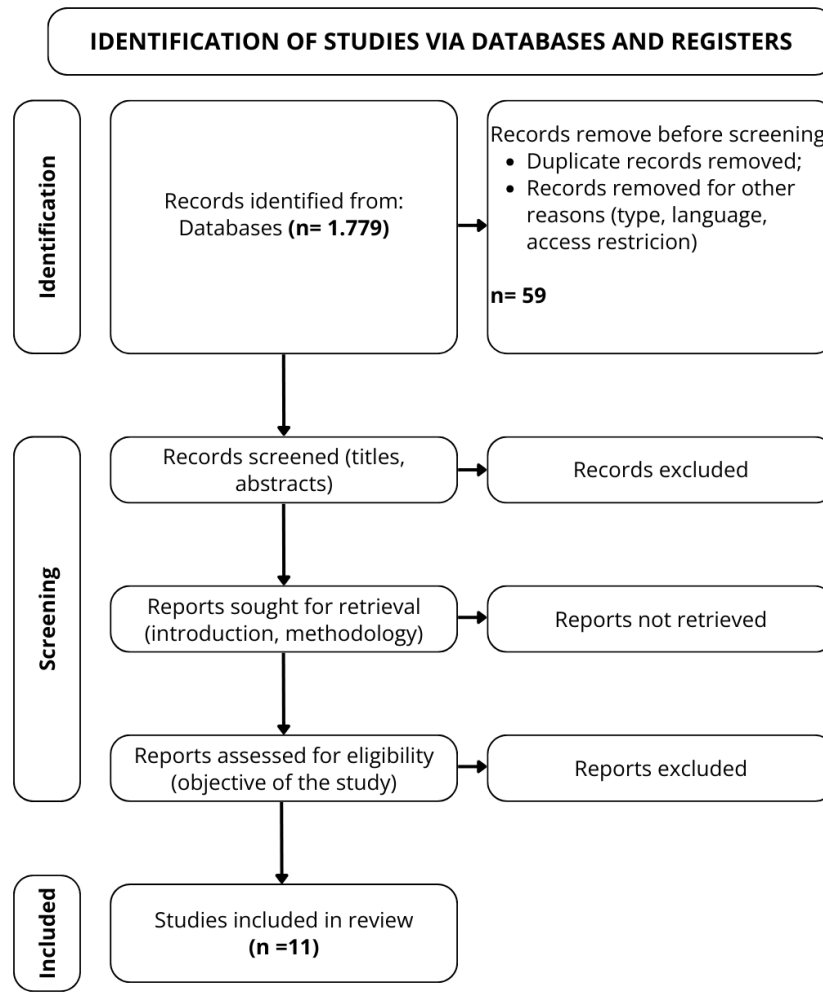 IDENTIFICATION OF STUDIES VIA DATABASES AND REGISTERS
Identification
Records identified from:
Databases (n= 1.779)
Records remove before screening
• Duplicate records removed;
• Records removed for other
reasons (type, language,
access restricion)
n= 59
Screening
Records screened (titles,
abstracts)
Records excluded
Reports sought for retrieval
(introduction, methodology)
Reports not retrieved
Reports assessed for eligibility
(objective of the study)
Reports excluded
Included
Studies included in review
(n =11)